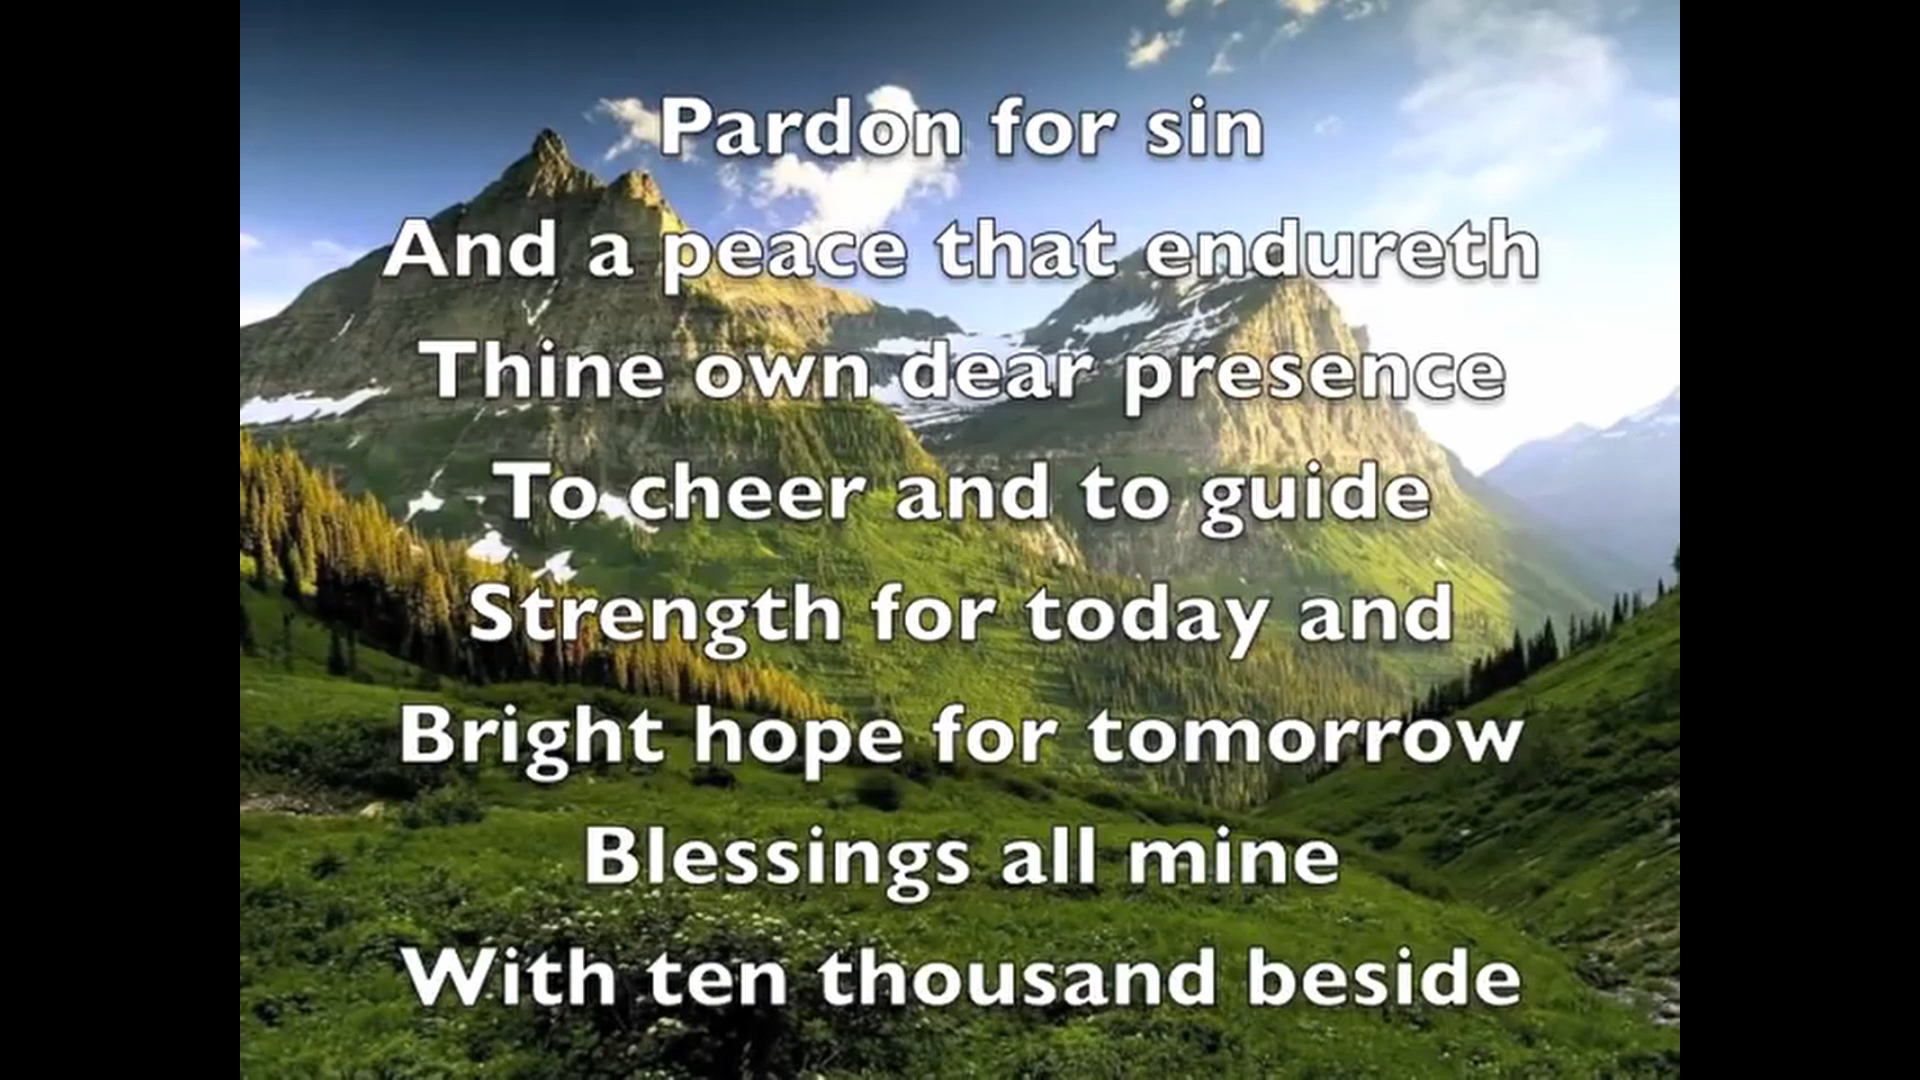 Pardon for sin
And a peace that endureth
Thine own dear presence
To cheer and to guide
Strength for today and
Bright hope for tomorrow
Blessings all mine
With ten thousand beside